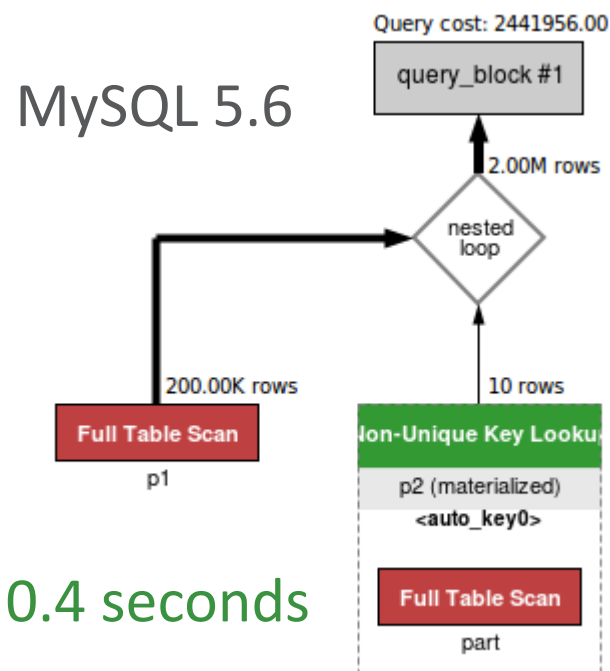 Query cost: 2441956.00
query_block #1
MySQL 5.6
2.00M rows
nested
loop
200.00K rows
10 rows
Full Table Scan
Non-Unique Key Looku
p1
p2 (materialized)
<auto_key0>
0.4 seconds
Full Table Scan
part